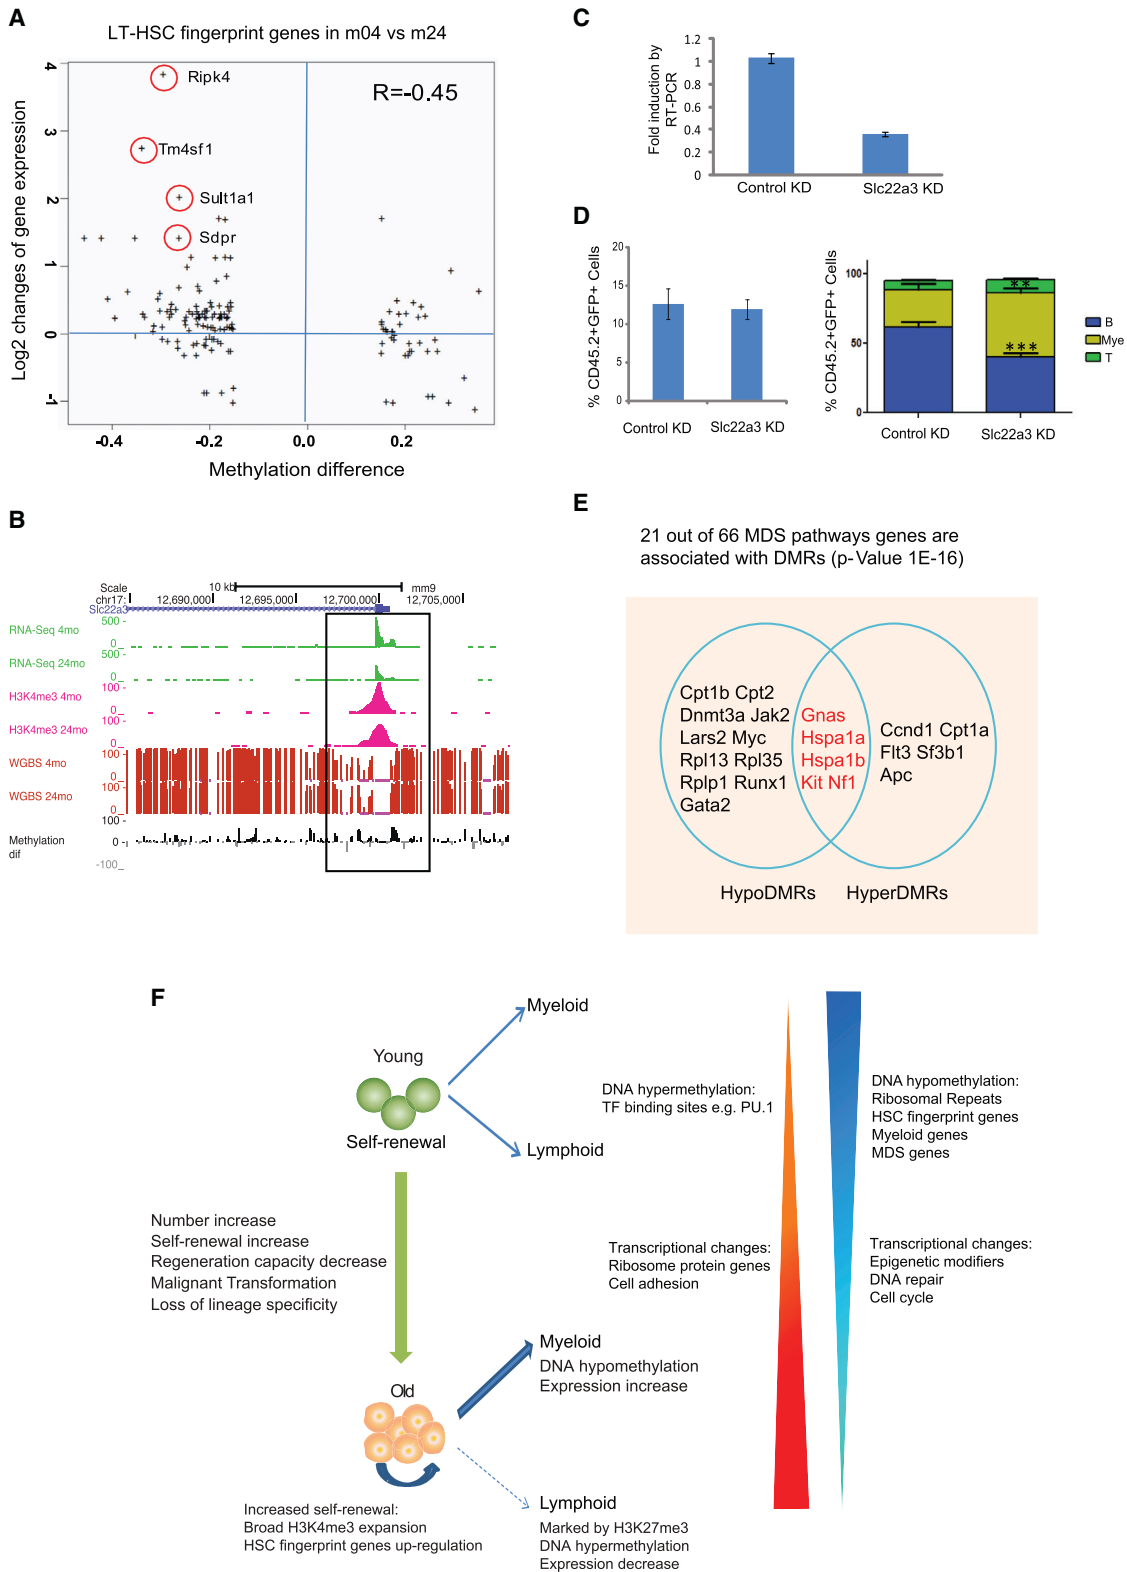 A
LT-HSC fingerprint genes in m04 vs m24
Log2 changes of gene expression
4
3
2
1
0
-1
Ripk4
Tm4sf1
Sult1a1
Sdpr
R=-0.45
-0.4
-0.2
0.0
0.2
Methylation difference
B
Scale
10 kb
mm9
chr17:
12,690,000
12,695,000
12,700,000
12,705,000
Slc22a3
RNA-Seq 4mo
500 -
0 _
RNA-Seq 24mo
500 -
0 _
H3K4me3 4mo
100 -
0 _
H3K4me3 24mo
100 -
0 _
WGBS 4mo
100 -
0 _
WGBS 24mo
100 -
0 _
100 -
Methylation
dif
0 -
-100 _
C
Fold induction by
RT-PCR
1.2
1
0.8
0.6
0.4
0.2
0
Control KD
Slc22a3 KD
D
% CD45.2+GFP+ Cells
20
15
10
5
0
Control KD
Slc22a3 KD
% CD45.2+GFP+ Cells
100
50
0
**
***
Control KD
Slc22a3 KD
B
Mye
T
E
21 out of 66 MDS pathways genes are
associated with DMRs (p-Value 1E-16)
Cpt1b Cpt2
Dnmt3a Jak2
Lars2 Myc
Rpl13 Rpl35
Rplp1 Runx1
Gata2
Gnas
Hspa1a
Hspa1b
Kit Nf1
Ccnd1 Cpt1a
Flt3 Sf3b1
Apc
HypoDMRs
HyperDMRs
F
Young
Self-renewal
Myeloid
Lymphoid
Number increase
Self-renewal increase
Regeneration capacity decrease
Malignant Transformation
Loss of lineage specificity
Old
Increased self-renewal:
Broad H3K4me3 expansion
HSC fingerprint genes up-regulation
Myeloid
DNA hypomethylation
Expression increase
Lymphoid
Marked by H3K27me3
DNA hypermethylation
Expression decrease
DNA hypermethylation:
TF binding sites e.g. PU.1
Transcriptional changes:
Ribosome protein genes
Cell adhesion
DNA hypomethylation:
Ribosomal Repeats
HSC fingerprint genes
Myeloid genes
MDS genes
Transcriptional changes:
Epigenetic modifiers
DNA repair
Cell cycle